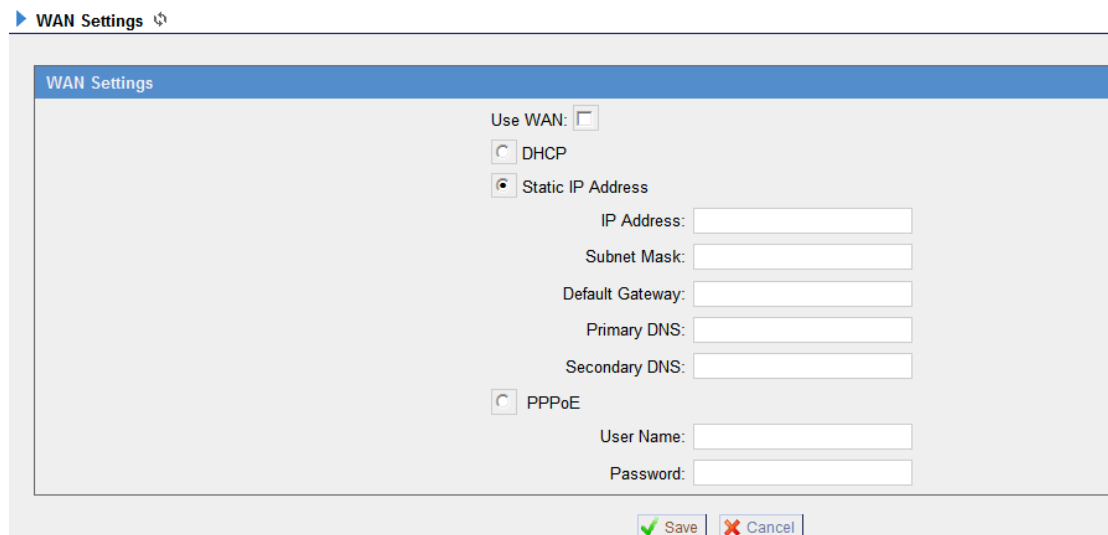 WAN Settings
WAN Settings
Use WAN:
DHCP
Static IP Address
IP Address:
Subnet Mask:
Default Gateway:
Primary DNS:
Secondary DNS:
PPPoE
User Name:
Password:
Save Cancel